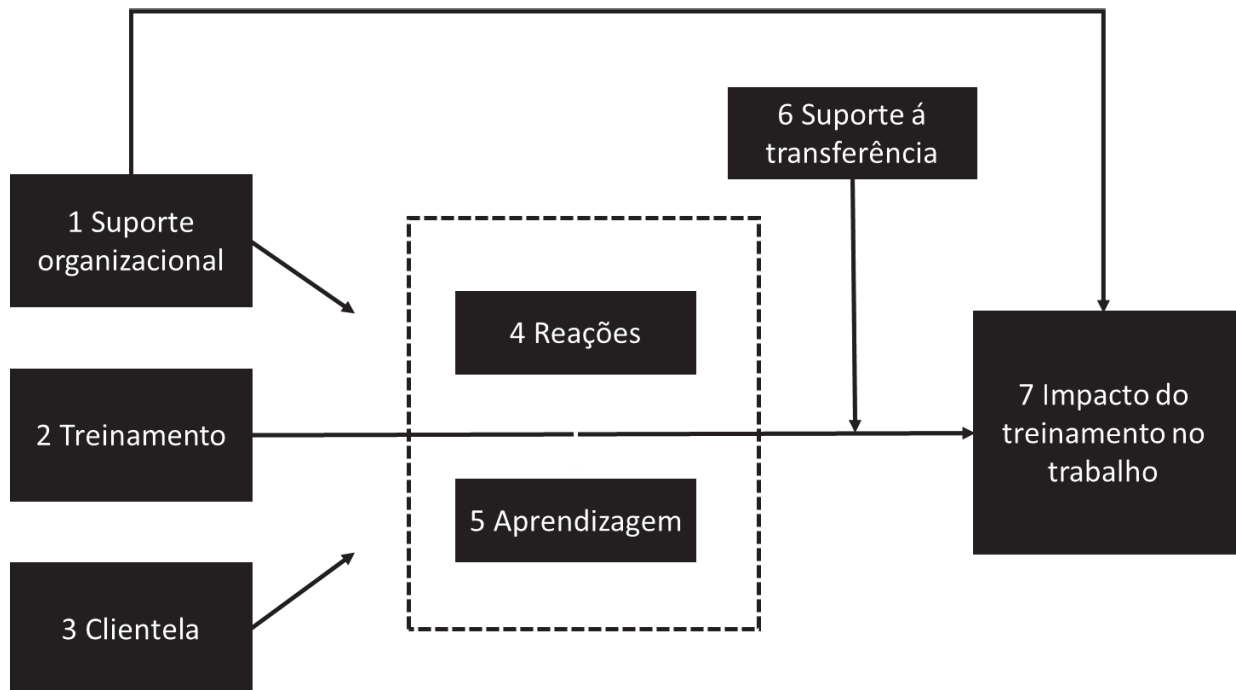 6 Suporte á
transferência
1 Suporte
organizacional
4 Reações
2 Treinamento
7 Impacto do
treinamento no
trabalho
5 Aprendizagem
3 Clientela